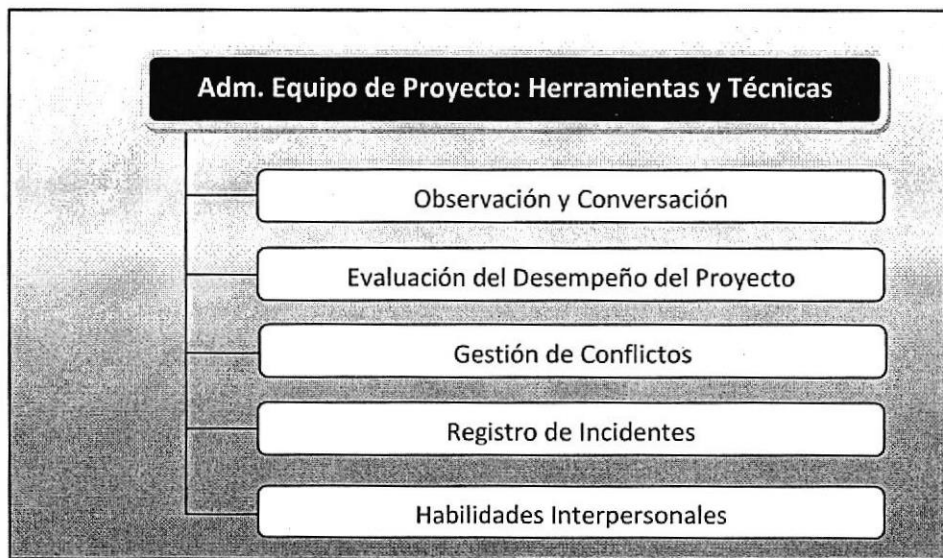 Adm. Equipo de Proyecto: Herramientas y Técnicas
Observación y Conversación
Evaluación del Desempeño del Proyecto
Gestión de Conflictos
Registro de Incidentes
Habilidades Interpersonales